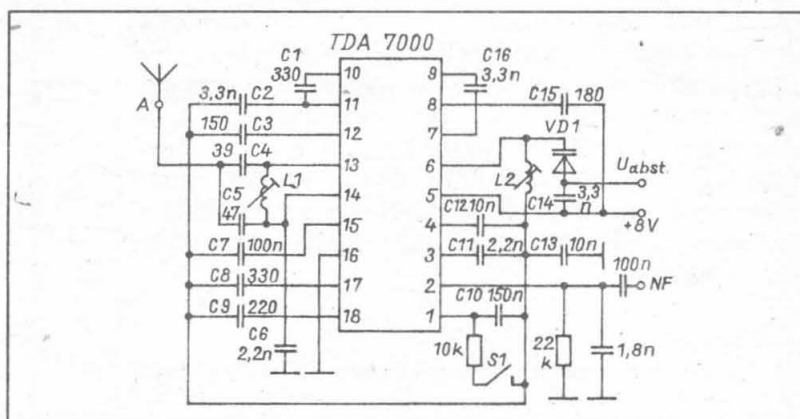 TDA 7000
C1
330
C16
3,3n
10
9
3,3n C2
11
8
C15 180
150 C3
12
7
VD1
A
39 C4
13
6
L1
L2
Uabst.
C5
47
14
5
C14 3,3
n
+8V
C7 100n
15
4
C12 10n
16
3
C11 2,2n
C13 10n
C8 330
17
2
100n
NF
C9 220
18
1
C10 150n
C6
2,2n
10k
S1
22
k
1,8n